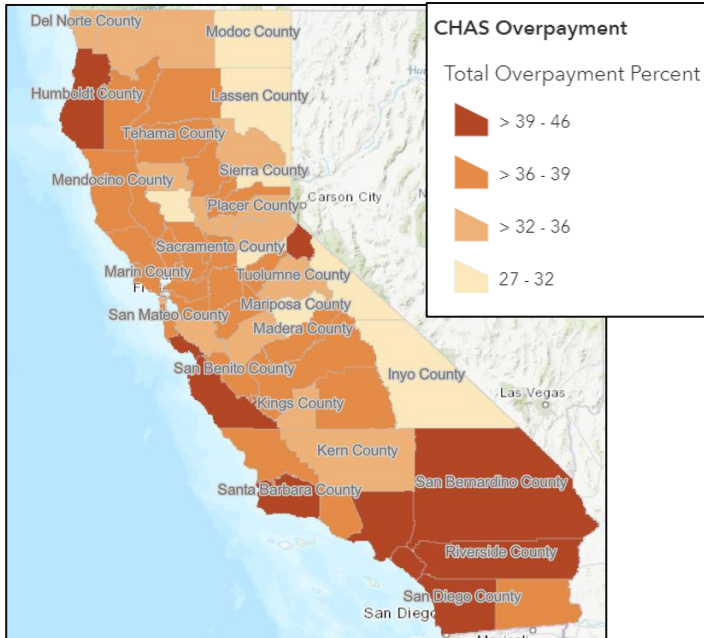 CHAS Overpayment
Total Overpayment Percent
> 39 - 46
> 36 - 39
> 32 - 36
27 - 32
Del Norte County
Modoc County
Humboldt County
Lassen County
Tehama County
Mendocino County
Sierra County
Placer County
Carson City
Sacramento County
Marin County
Tuolumne County
San Mateo County
Mariposa County
Madera County
San Benito County
Inyo County
Las Vegas
Kings County
Kern County
San Bernardino County
Santa Barbara County
Riverside County
San Diego County
San Diego